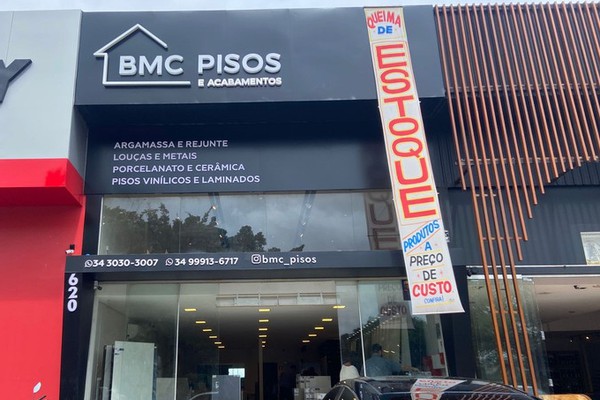 BMC PISOS
E ACABAMENTOS
ARGAMASSA E REJUNTE
LOUÇAS E METAIS
PORCELANATO E CERÂMICA
PISOS VINÍLICOS E LAMINADOS
34 3030-3007 34 99913-6717 bmc_pisos
620
QUEIMA
DE
ESTOQUE
PRODUTOS
A
PREÇO
DE
CUSTO
CONFIRA!
Y